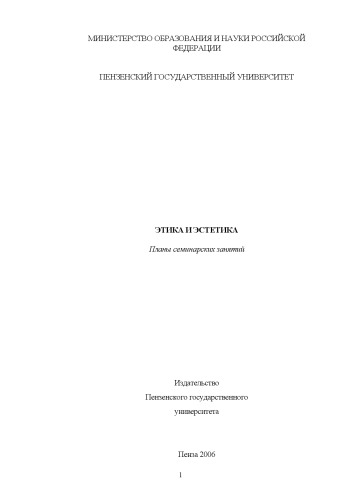 МИНИСТЕРСТВО ОБРАЗОВАНИЯ И НАУКИ РОССИЙСКОЙ
ФЕДЕРАЦИИ
ПЕНЗЕНСКИЙ ГОСУДАРСТВЕННЫЙ УНИВЕРСИТЕТ
ЭТИКА И ЭСТЕТИКА
Планы семинарских занятий
Издательство
Пензенского государственного
университета
Пенза 2006
1